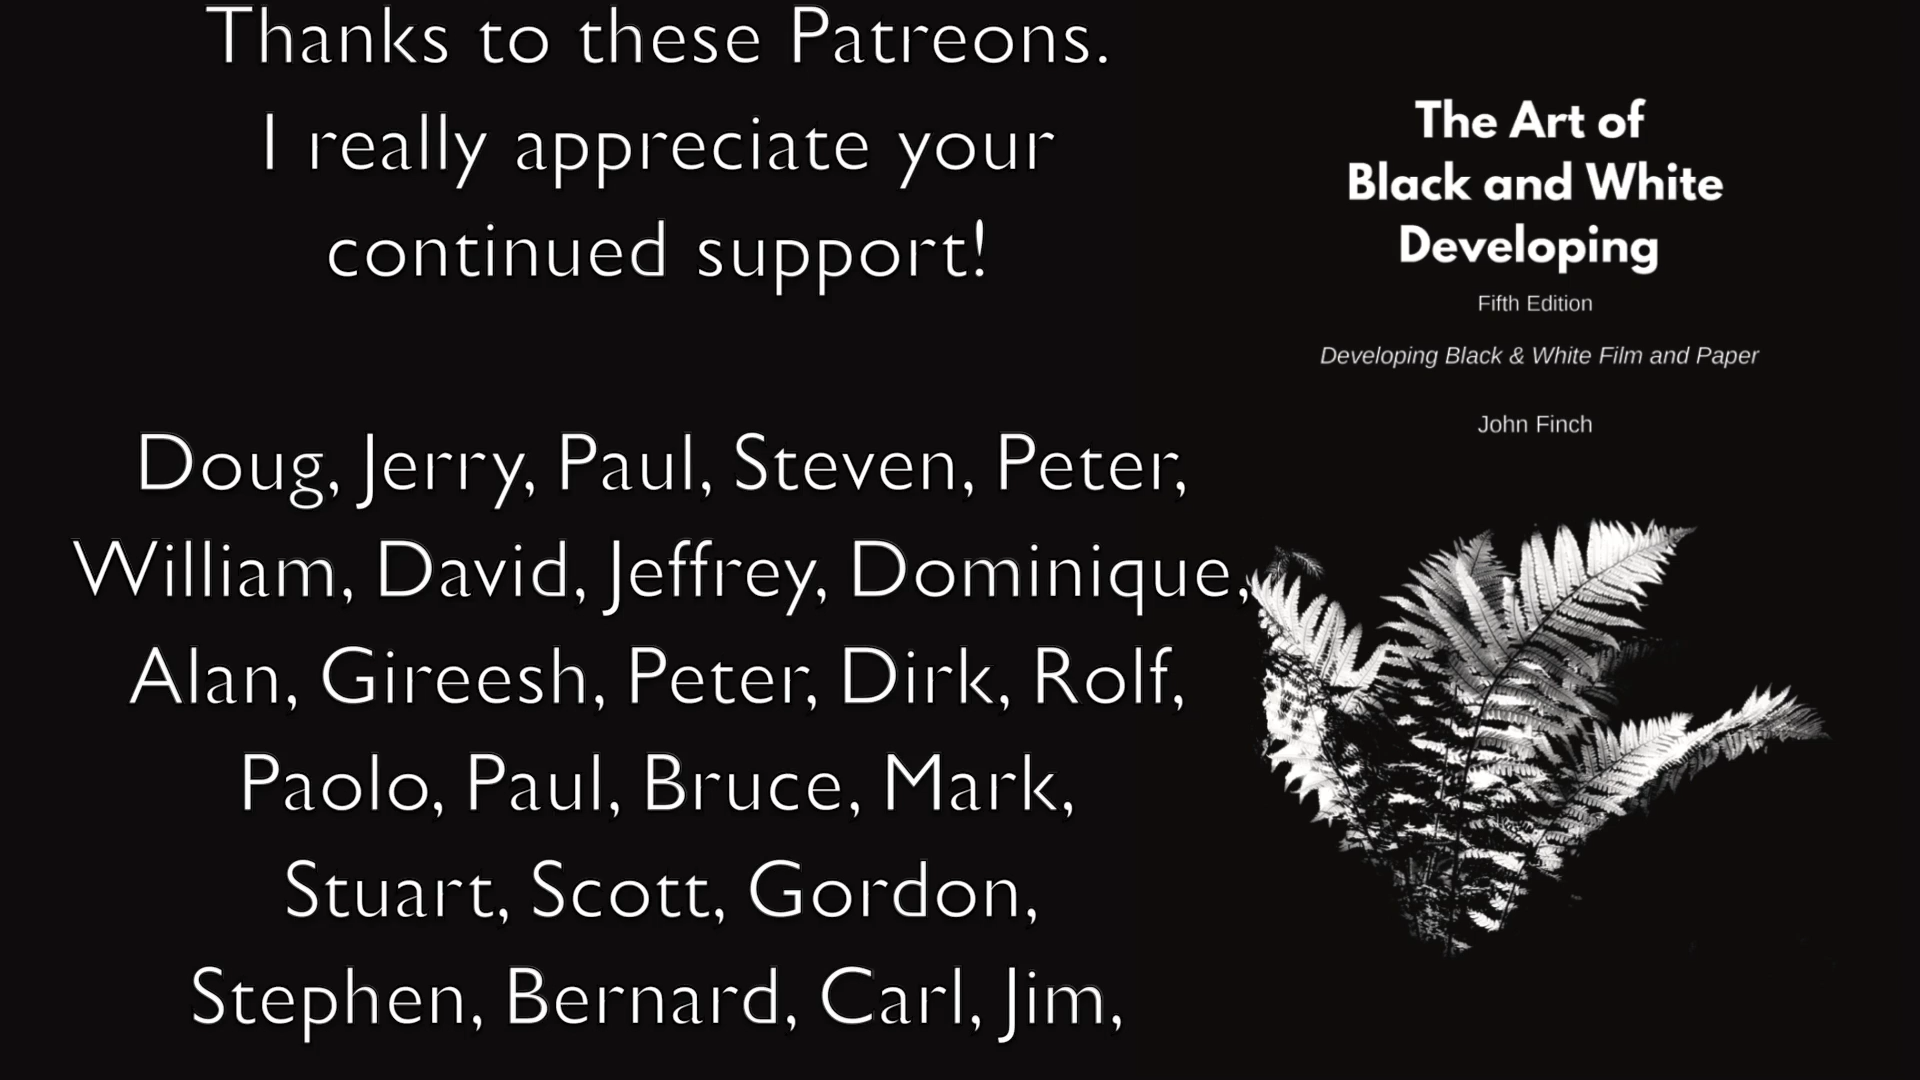 Thanks to these Patreons.
I really appreciate your
continued support!
Doug, Jerry, Paul, Steven, Peter,
William, David, Jeffrey, Dominique,
Alan, Gireesh, Peter, Dirk, Rolf,
Paolo, Paul, Bruce, Mark,
Stuart, Scott, Gordon,
Stephen, Bernard, Carl, Jim,
The Art of
Black and White
Developing
Fifth Edition
Developing Black & White Film and Paper
John Finch